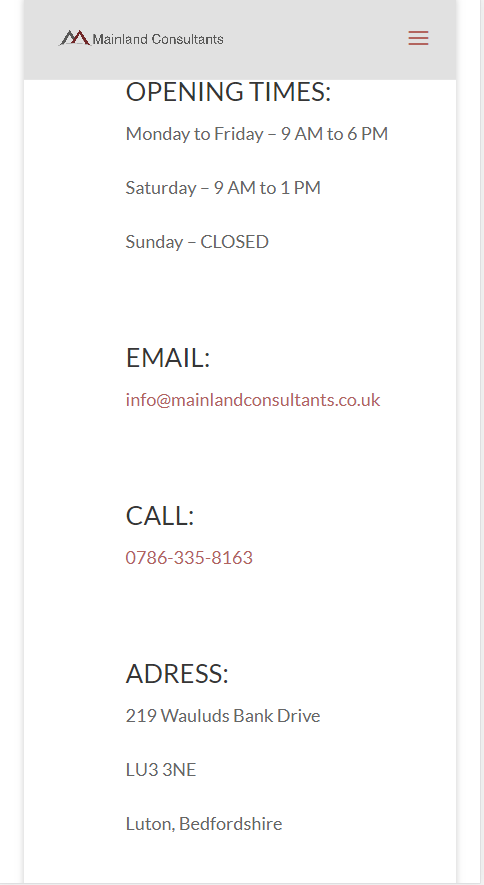 Mainland Consultants
OPENING TIMES:
Monday to Friday – 9 AM to 6 PM
Saturday – 9 AM to 1 PM
Sunday – CLOSED
EMAIL:
info@mainlandconsultants.co.uk
CALL:
0786-335-8163
ADRESS:
219 Wauluds Bank Drive
LU3 3NE
Luton, Bedfordshire